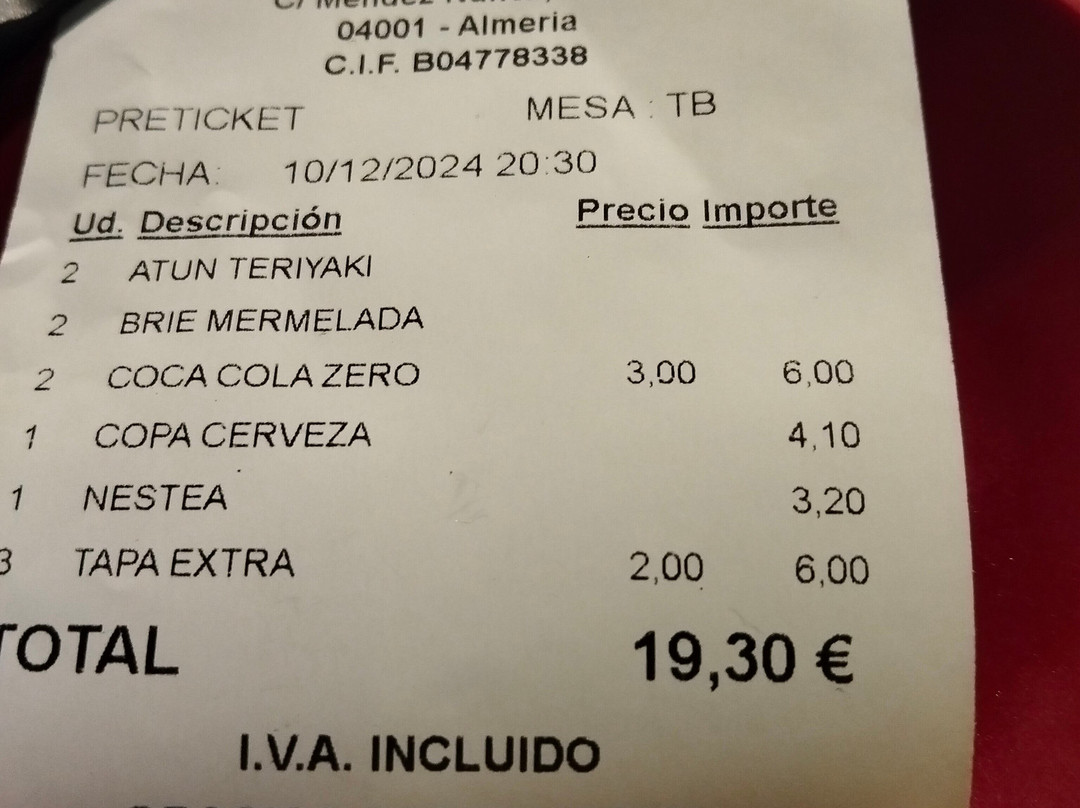 04001 - Almeria
C.I.F. B04778338
PRETICKET MESA : TB
FECHA: 10/12/2024 20:30
Ud. Descripción Precio Importe
2 ATUN TERIYAKI
2 BRIE MERMELADA
2 COCA COLA ZERO 3,00 6,00
1 COPA CERVEZA 4,10
1 NESTEA 3,20
3 TAPA EXTRA 2,00 6,00
TOTAL 19,30 €
I.V.A. INCLUIDO